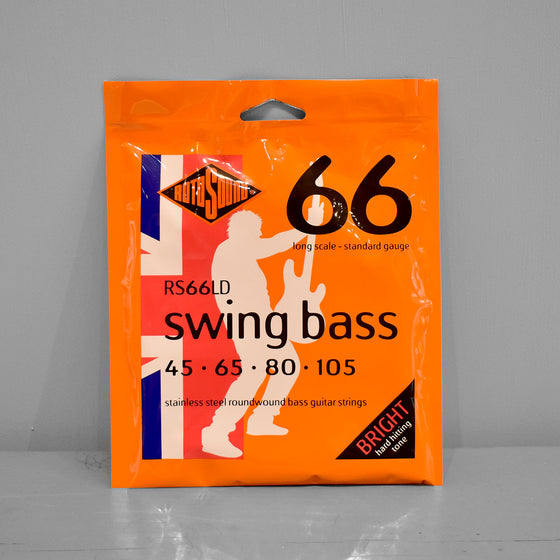 ROTOSOUND
66
long scale - standard gauge
RS66LD
swing bass
45 · 65 · 80 · 105
stainless steel roundwound bass guitar strings
BRIGHT
hard hitting
tone